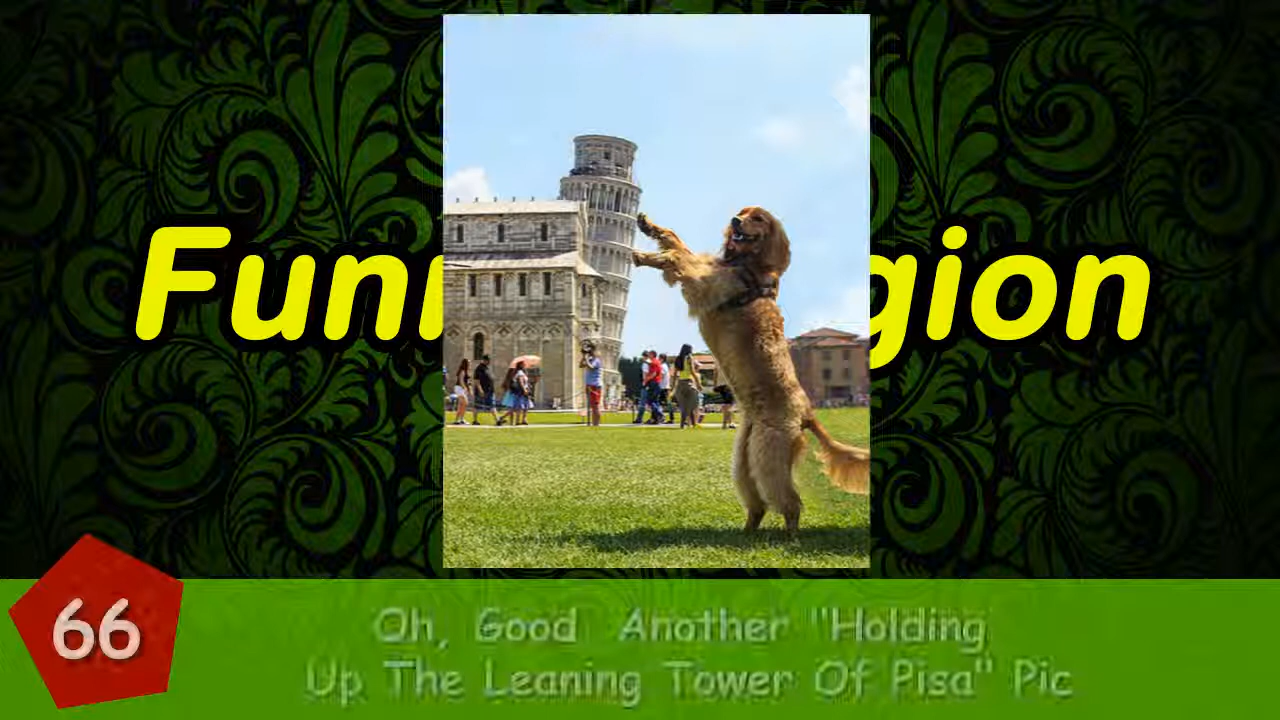 Funn gion
66
Oh, Good Another "Holding
Up The Leaning Tower Of Pisa" Pic